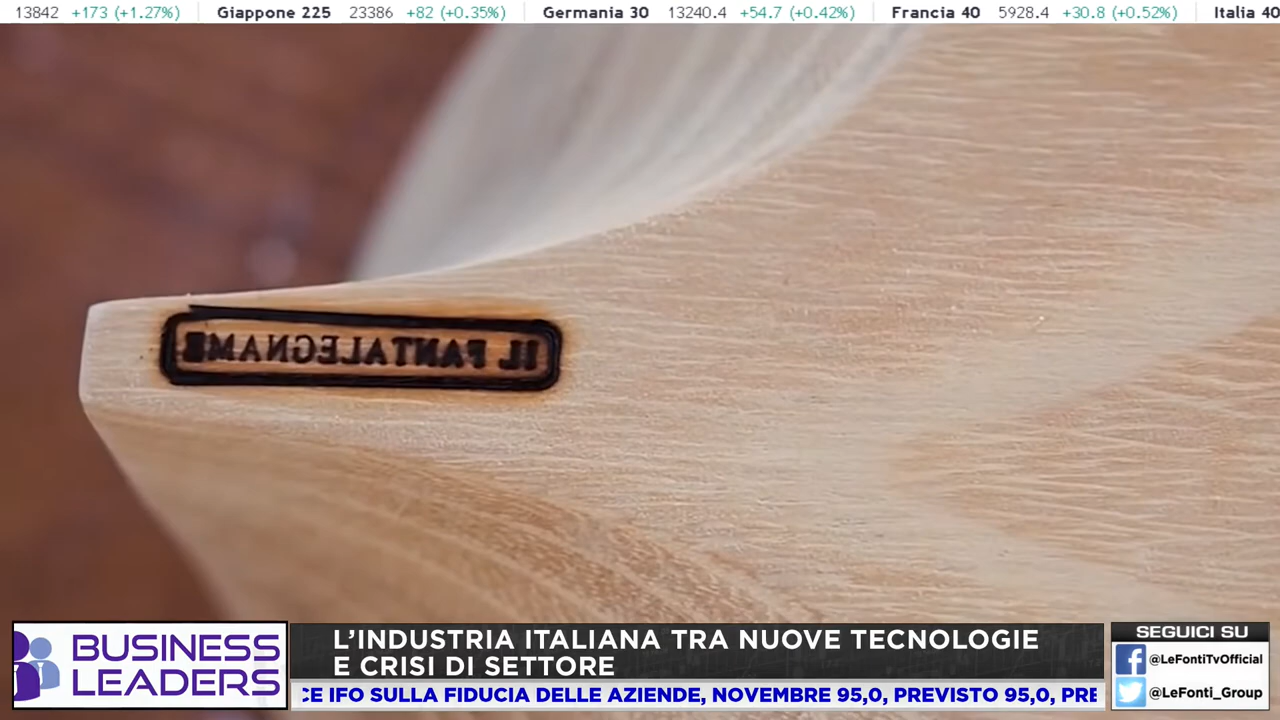 13842 +173 (+1.27%) Giappone 225 23386 +82 (+0.35%) Germania 30 13240.4 +54.7 (+0.42%) Francia 40 5928.4 +30.8 (+0.52%) Italia 40
IL FANTALEGNAME
BUSINESS
LEADERS
L'INDUSTRIA ITALIANA TRA NUOVE TECNOLOGIE
E CRISI DI SETTORE
CE IFO SULLA FIDUCIA DELLE AZIENDE, NOVEMBRE 95,0, PREVISTO 95,0, PRE
SEGUICI SU
@LeFontiTvOfficial
@LeFonti_Group